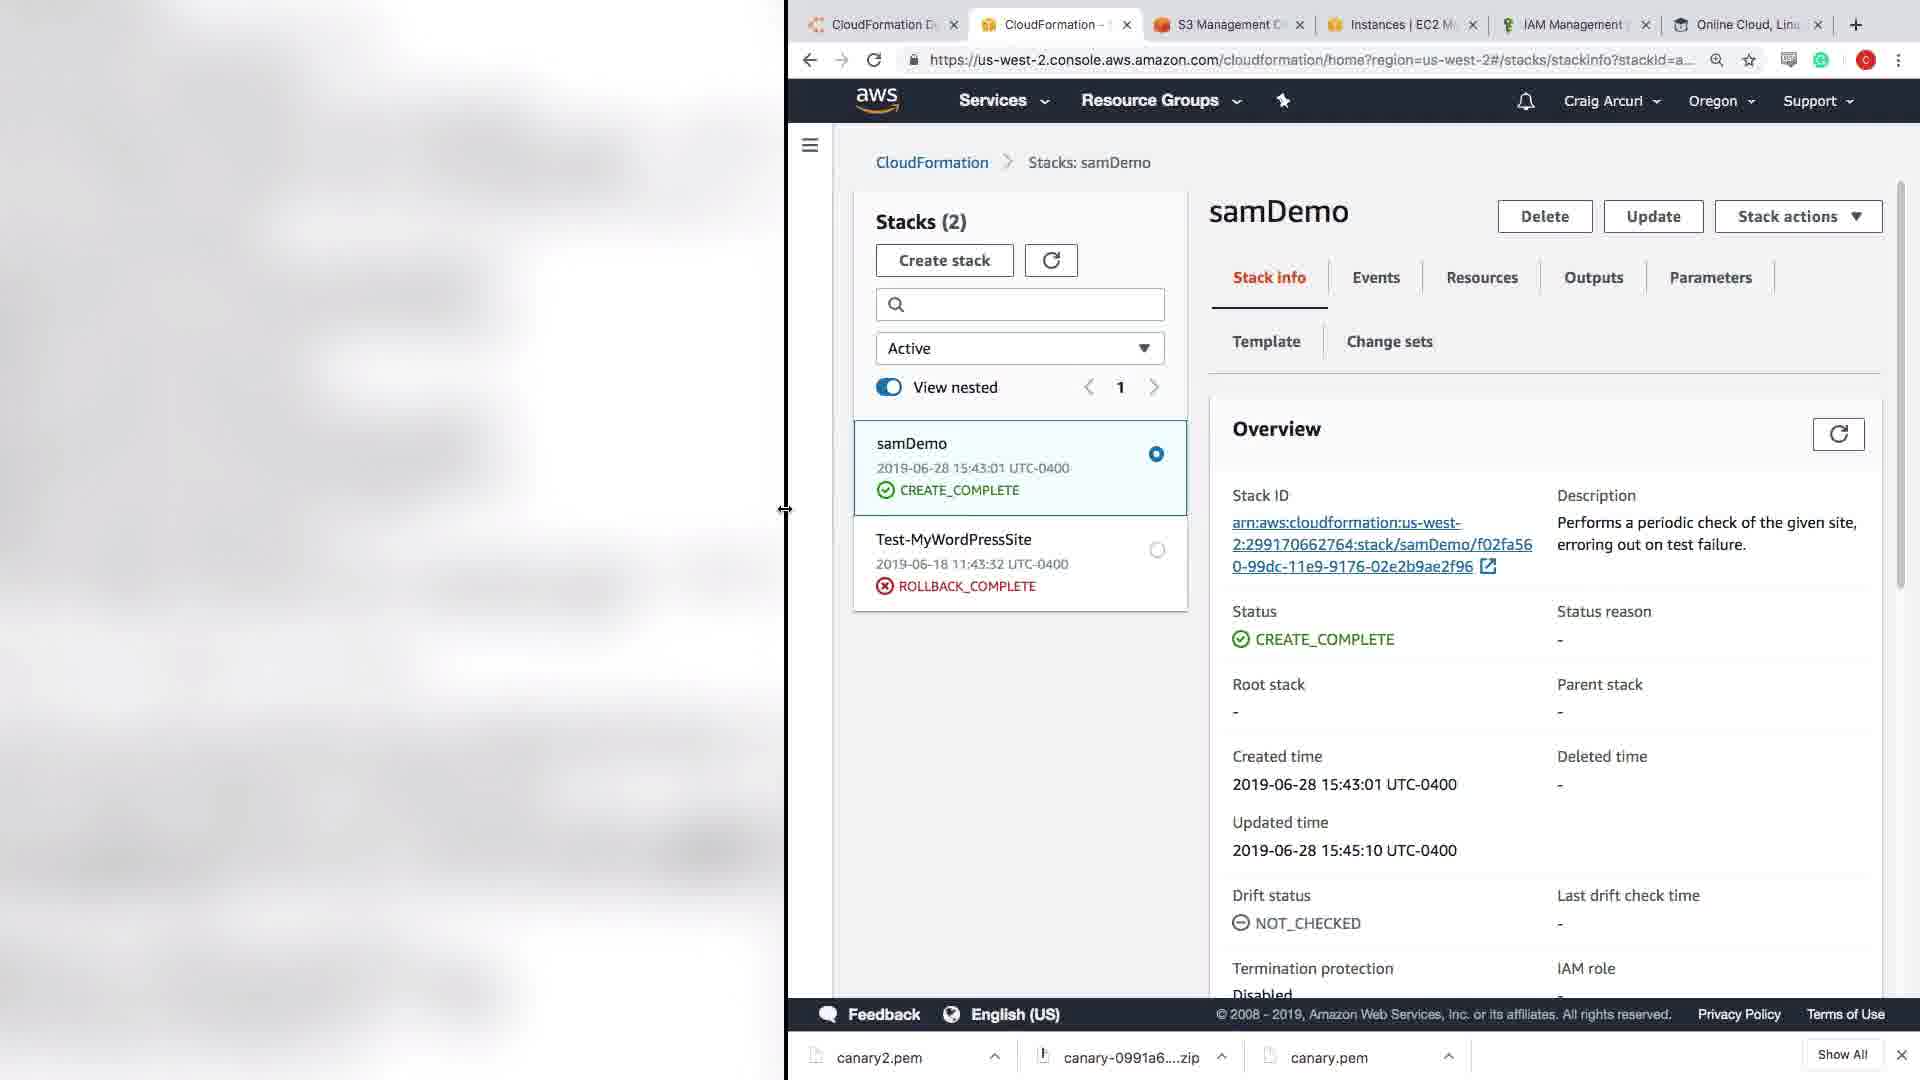 CloudFormation D
CloudFormation -
S3 Management C
Instances | EC2 M
IAM Management
Online Cloud, Linu
https://us-west-2.console.aws.amazon.com/cloudformation/home?region=us-west-2#/stacks/stackinfo?stackId=a...
C
aws
Services
Resource Groups
Craig Arcuri
Oregon
Support
CloudFormation
Stacks: samDemo
Stacks (2)
Create stack
Active
View nested
1
samDemo
2019-06-28 15:43:01 UTC-0400
CREATE_COMPLETE
Test-MyWordPressSite
2019-06-18 11:43:32 UTC-0400
ROLLBACK_COMPLETE
samDemo
Delete
Update
Stack actions
Stack info
Events
Resources
Outputs
Parameters
Template
Change sets
Overview
Stack ID
arn:aws:cloudformation:us-west-
2:299170662764:stack/samDemo/f02fa56
0-99dc-11e9-9176-02e2b9ae2f96
Description
Performs a periodic check of the given site,
erroring out on test failure.
Status
CREATE_COMPLETE
Status reason
-
Root stack
-
Parent stack
-
Created time
2019-06-28 15:43:01 UTC-0400
Deleted time
-
Updated time
2019-06-28 15:45:10 UTC-0400
Drift status
NOT_CHECKED
Last drift check time
-
Termination protection
Disabled
IAM role
-
Feedback
English (US)
© 2008 - 2019, Amazon Web Services, Inc. or its affiliates. All rights reserved.
Privacy Policy
Terms of Use
canary2.pem
canary-0991a6....zip
canary.pem
Show All